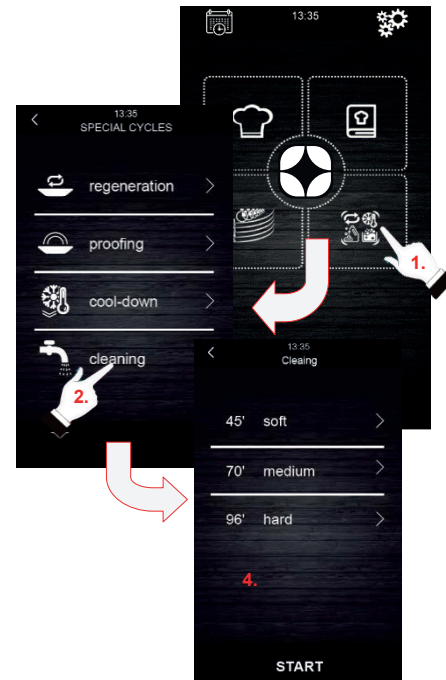 13:35
1.
13:35
SPECIAL CYCLES
regeneration
proofing
cool-down
cleaning
2.
13:35
Cleaing
45' soft
70' medium
96' hard
4.
START